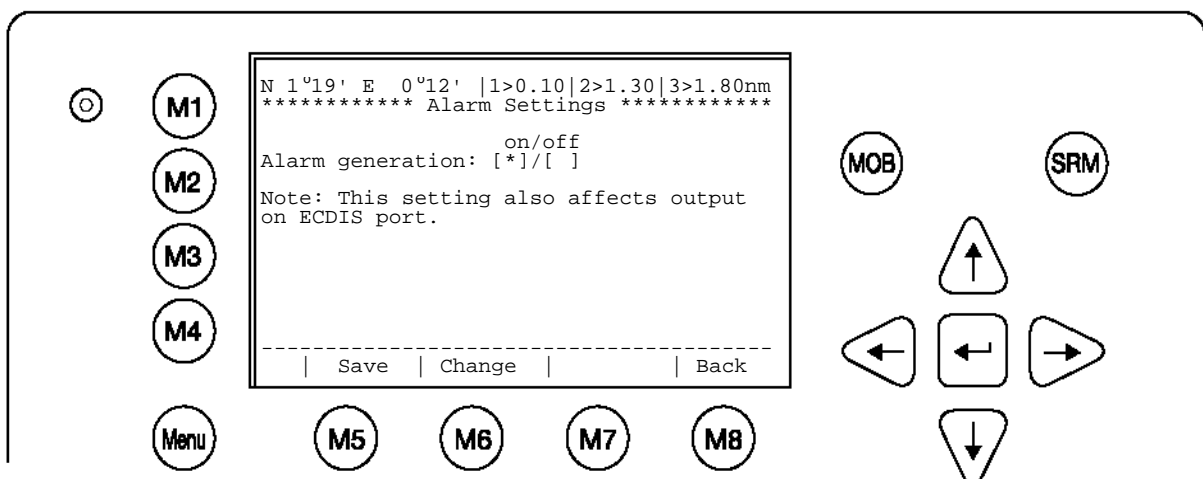 N 1°19' E  0°12' |1>0.10|2>1.30|3>1.80nm
************ Alarm Settings ************
on/off
Alarm generation: [*]/[ ]
Note: This setting also affects output
on ECDIS port.
----------------------------------------
| Save | Change | | Back
M1
M2
M3
M4
Menu
M5
M6
M7
M8
MOB
SRM